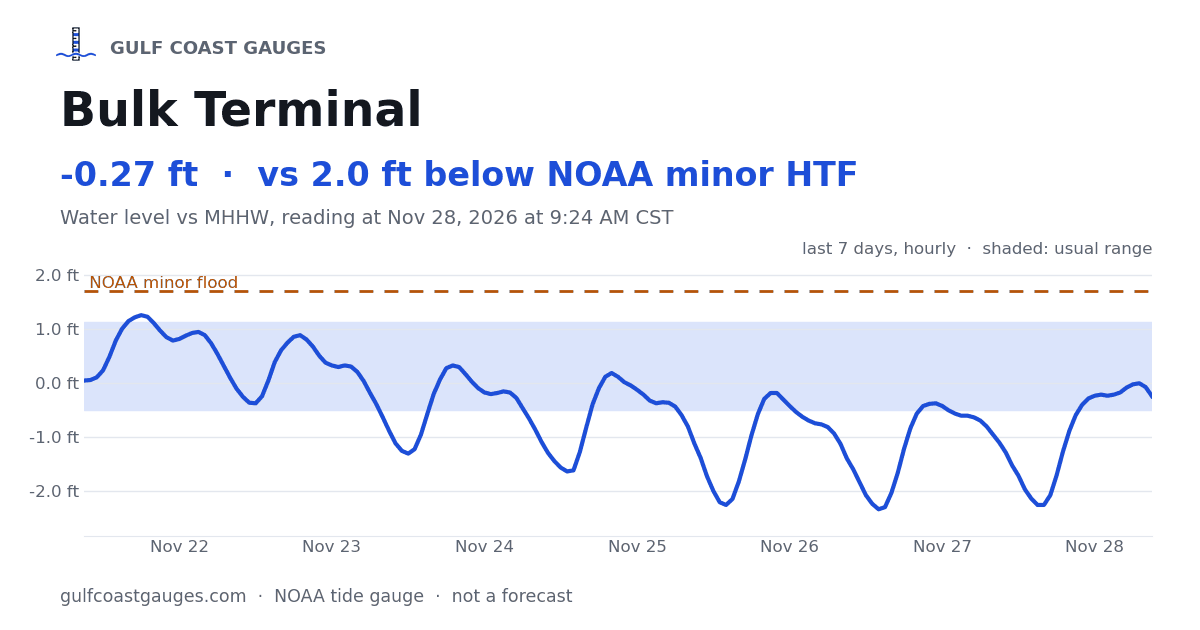 GULF COAST GAUGES
Bulk Terminal
-0.27 ft · vs 2.0 ft below NOAA minor HTF
Water level vs MHHW, reading at Nov 28, 2026 at 9:24 AM CST
last 7 days, hourly · shaded: usual range
2.0 ft
NOAA minor flood
1.0 ft
0.0 ft
-1.0 ft
-2.0 ft
Nov 22 Nov 23 Nov 24 Nov 25 Nov 26 Nov 27 Nov 28
gulfcoastgauges.com · NOAA tide gauge · not a forecast